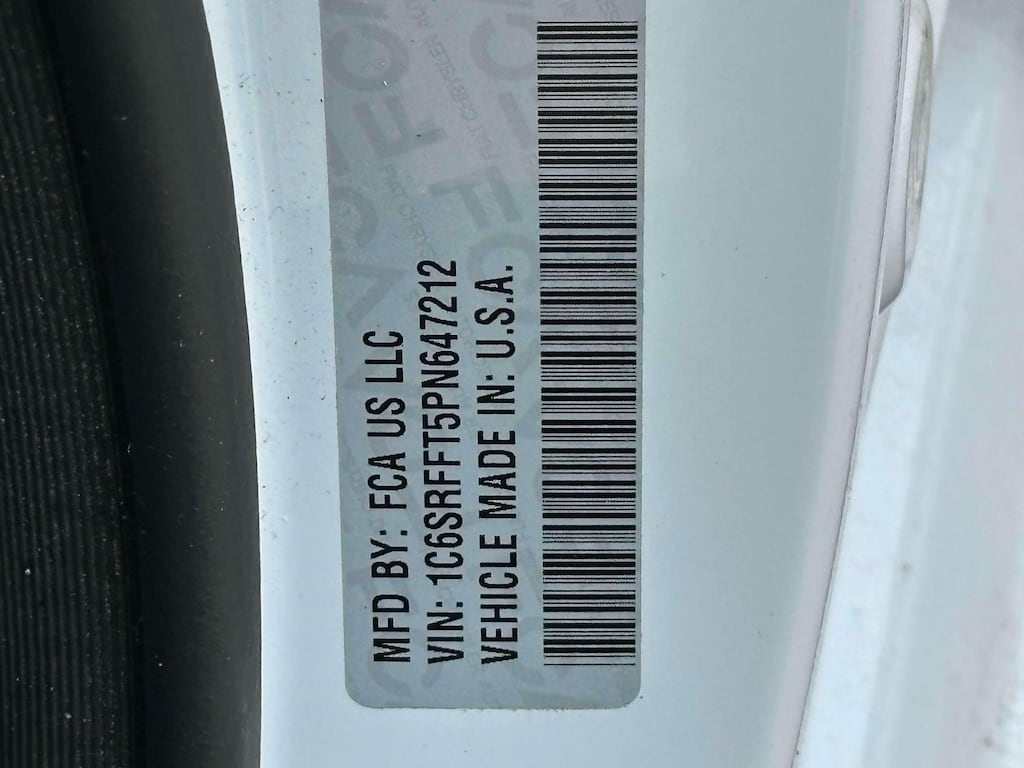 MFD BY: FCA US LLC
VIN: 1C6SRFFT5PN647212
VEHICLE MADE IN: U.S.A.